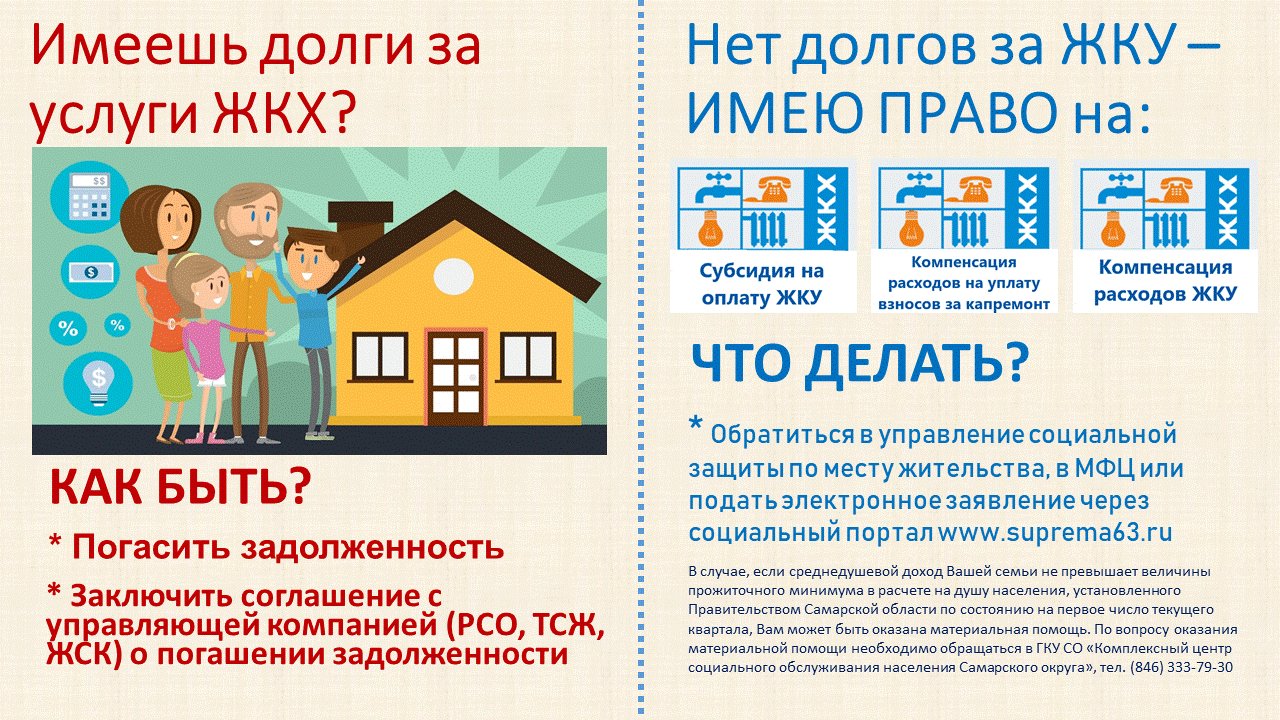 Имеешь долги за
услуги ЖКХ?
$$
$
%
%
$
КАК БЫТЬ?
* Погасить задолженность
* Заключить соглашение с
управляющей компанией (РСО, ТСЖ,
ЖСК) о погашении задолженности
Нет долгов за ЖКУ –
ИМЕЮ ПРАВО на:
ЖКХ
Субсидия на
оплату ЖКУ
ЖКХ
Компенсация
расходов на уплату
взносов за капремонт
ЖКХ
Компенсация
расходов ЖКУ
ЧТО ДЕЛАТЬ?
* Обратиться в управление социальной
защиты по месту жительства, в МФЦ или
подать электронное заявление через
социальный портал www.suprema63.ru
В случае, если среднедушевой доход Вашей семьи не превышает величины
прожиточного минимума в расчете на душу населения, установленного
Правительством Самарской области по состоянию на первое число текущего
квартала, Вам может быть оказана материальная помощь. По вопросу оказания
материальной помощи необходимо обращаться в ГКУ СО «Комплексный центр
социального обслуживания населения Самарского округа», тел. (846) 333-79-30